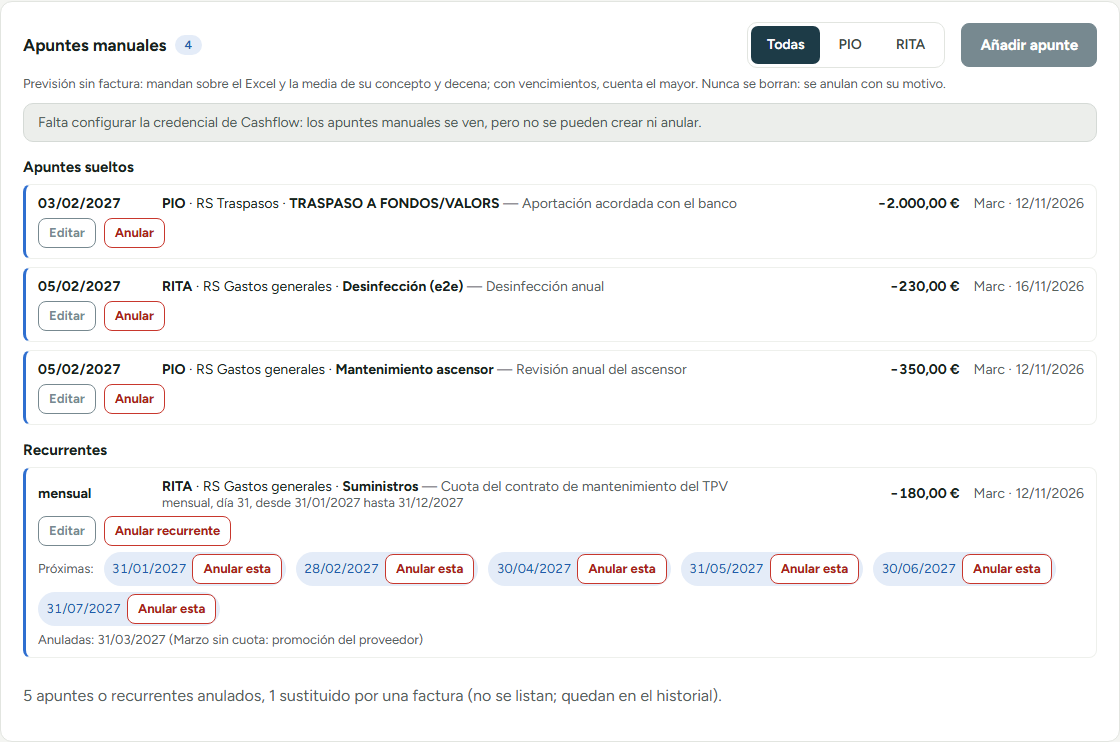 Apuntes manuales 4 Todas PIO RITA Añadir apunte
Previsión sin factura: mandan sobre el Excel y la media de su concepto y decena; con vencimientos, cuenta el mayor. Nunca se borran: se anulan con su motivo.
Falta configurar la credencial de Cashflow: los apuntes manuales se ven, pero no se pueden crear ni anular.
Apuntes sueltos
03/02/2027 PIO · RS Traspasos · TRASPASO A FONDOS/VALORS — Aportación acordada con el banco -2.000,00 € Marc · 12/11/2026
Editar Anular
05/02/2027 RITA · RS Gastos generales · Desinfección (e2e) — Desinfección anual -230,00 € Marc · 16/11/2026
Editar Anular
05/02/2027 PIO · RS Gastos generales · Mantenimiento ascensor — Revisión anual del ascensor -350,00 € Marc · 12/11/2026
Editar Anular
Recurrentes
mensual RITA · RS Gastos generales · Suministros — Cuota del contrato de mantenimiento del TPV -180,00 € Marc · 12/11/2026
mensual, día 31, desde 31/01/2027 hasta 31/12/2027
Editar Anular recurrente
Próximas: 31/01/2027 Anular esta 28/02/2027 Anular esta 30/04/2027 Anular esta 31/05/2027 Anular esta 30/06/2027 Anular esta
31/07/2027 Anular esta
Anuladas: 31/03/2027 (Marzo sin cuota: promoción del proveedor)
5 apuntes o recurrentes anulados, 1 sustituido por una factura (no se listan; quedan en el historial).